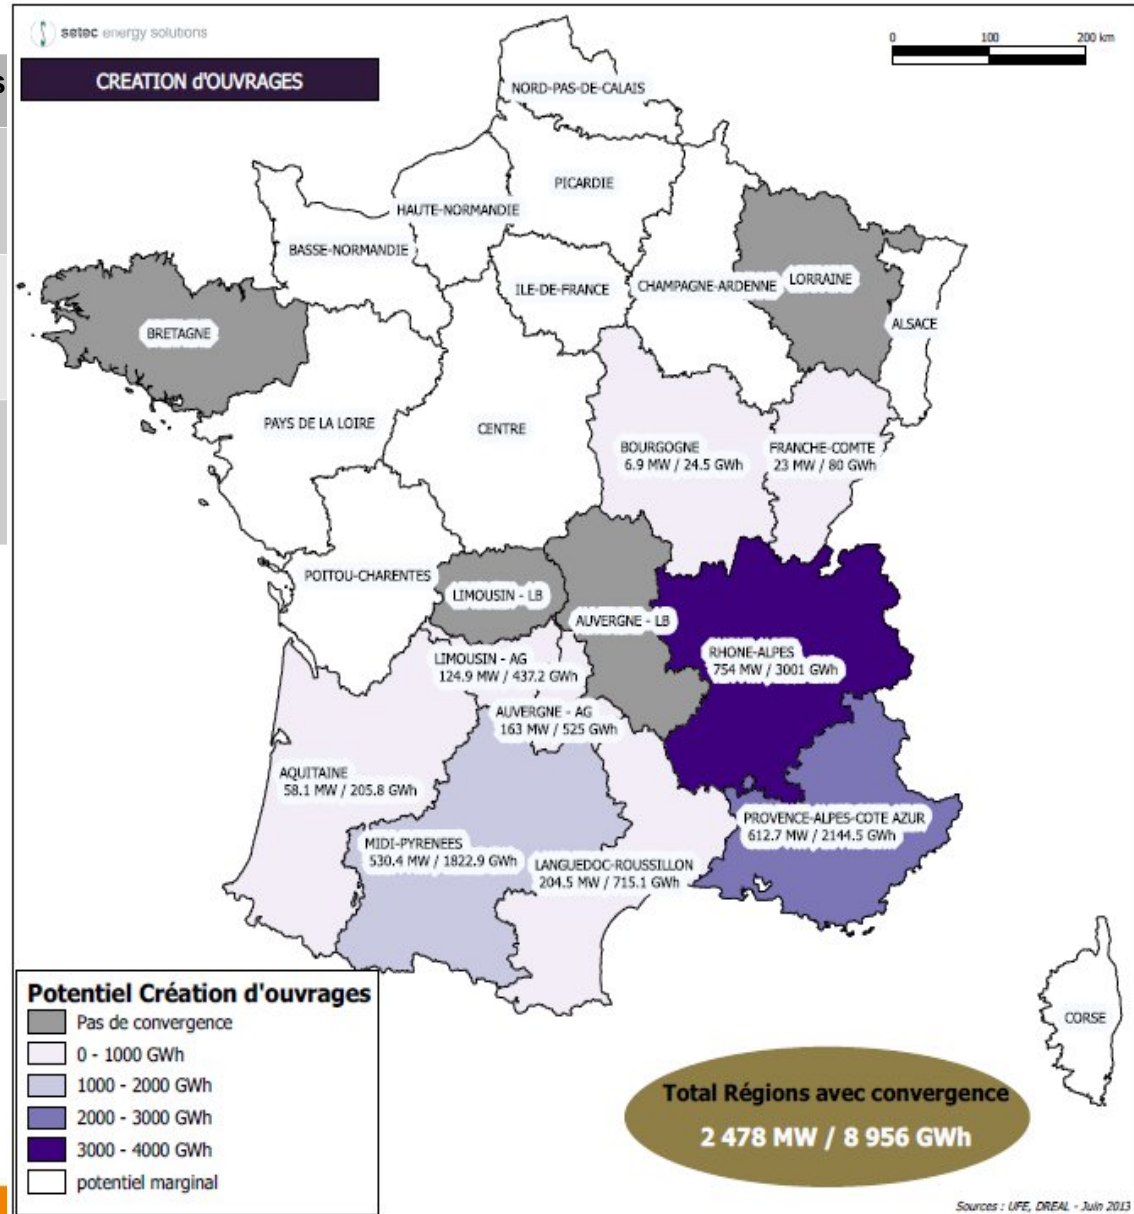 setec energy solutions
CREATION d'OUVRAGES
0 100 200 km
s
NORD-PAS-DE-CALAIS
PICARDIE
HAUTE-NORMANDIE
BASSE-NORMANDIE
ILE-DE-FRANCE
CHAMPAGNE-ARDENNE
LORRAINE
ALSACE
BRETAGNE
PAYS DE LA LOIRE
CENTRE
BOURGOGNE
6.9 MW / 24.5 GWh
FRANCHE-COMTE
23 MW / 80 GWh
POITOU-CHARENTES
LIMOUSIN - LB
AUVERGNE - LB
LIMOUSIN - AG
124.9 MW / 437.2 GWh
RHONE-ALPES
754 MW / 3001 GWh
AUVERGNE - AG
163 MW / 525 GWh
AQUITAINE
58.1 MW / 205.8 GWh
PROVENCE-ALPES-COTE AZUR
612.7 MW / 2144.5 GWh
MIDI-PYRENEES
530.4 MW / 1822.9 GWh
LANGUEDOC-ROUSSILLON
204.5 MW / 715.1 GWh
CORSE
Potentiel Création d'ouvrages
Pas de convergence
0 - 1000 GWh
1000 - 2000 GWh
2000 - 3000 GWh
3000 - 4000 GWh
potentiel marginal
Total Régions avec convergence
2 478 MW / 8 956 GWh
Sources : UFE, DREAL - Juin 2013